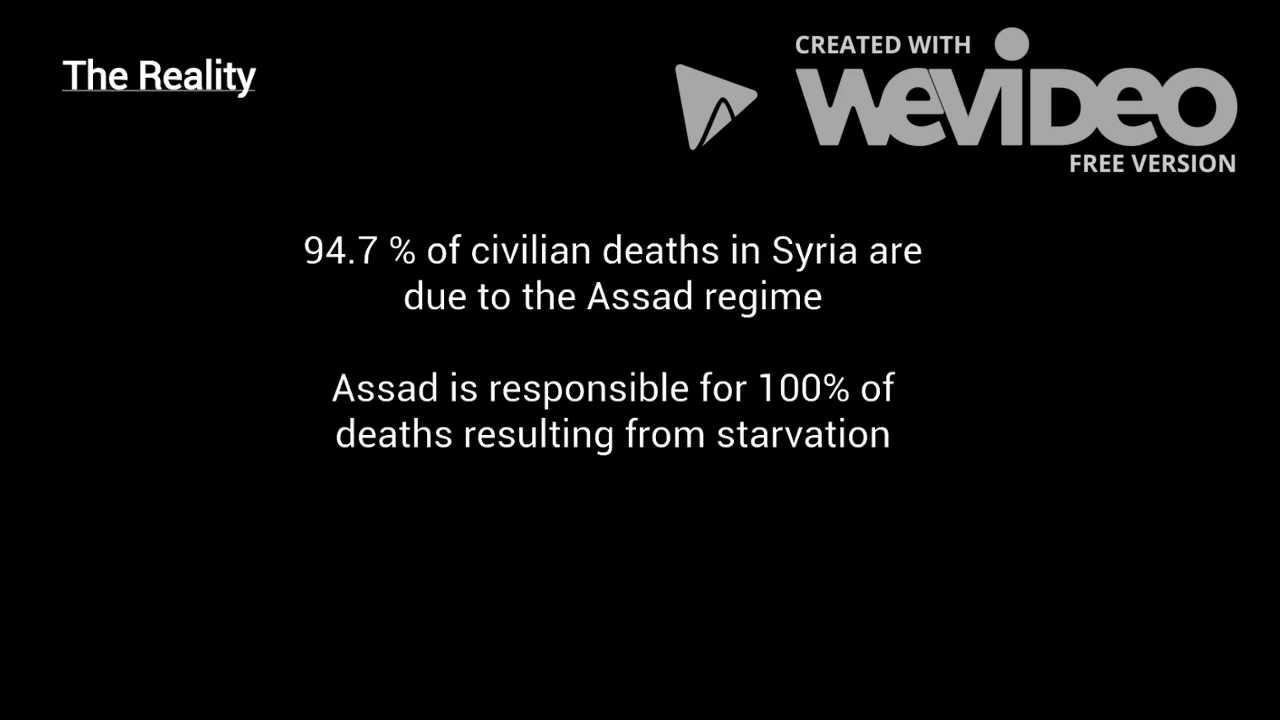 The Reality
CREATED WITH
WEVIDEO
FREE VERSION
94.7 % of civilian deaths in Syria are
due to the Assad regime
Assad is responsible for 100% of
deaths resulting from starvation